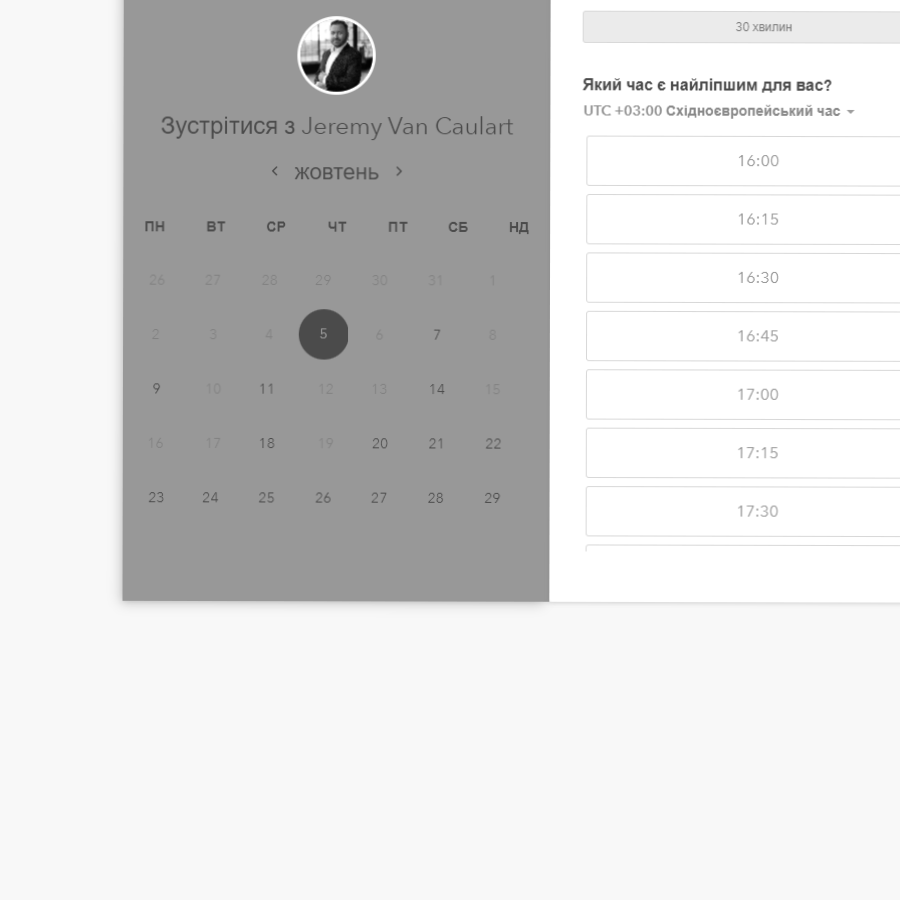 Зустрітися з Jeremy Van Caulart
жовтень
ПН ВТ СР ЧТ ПТ СБ НД
26 27 28 29 30 31 1
2 3 4 5 6 7 8
9 10 11 12 13 14 15
16 17 18 19 20 21 22
23 24 25 26 27 28 29
30 хвилин
Який час є найліпшим для вас?
UTC +03:00 Східноєвропейський час
16:00
16:15
16:30
16:45
17:00
17:15
17:30